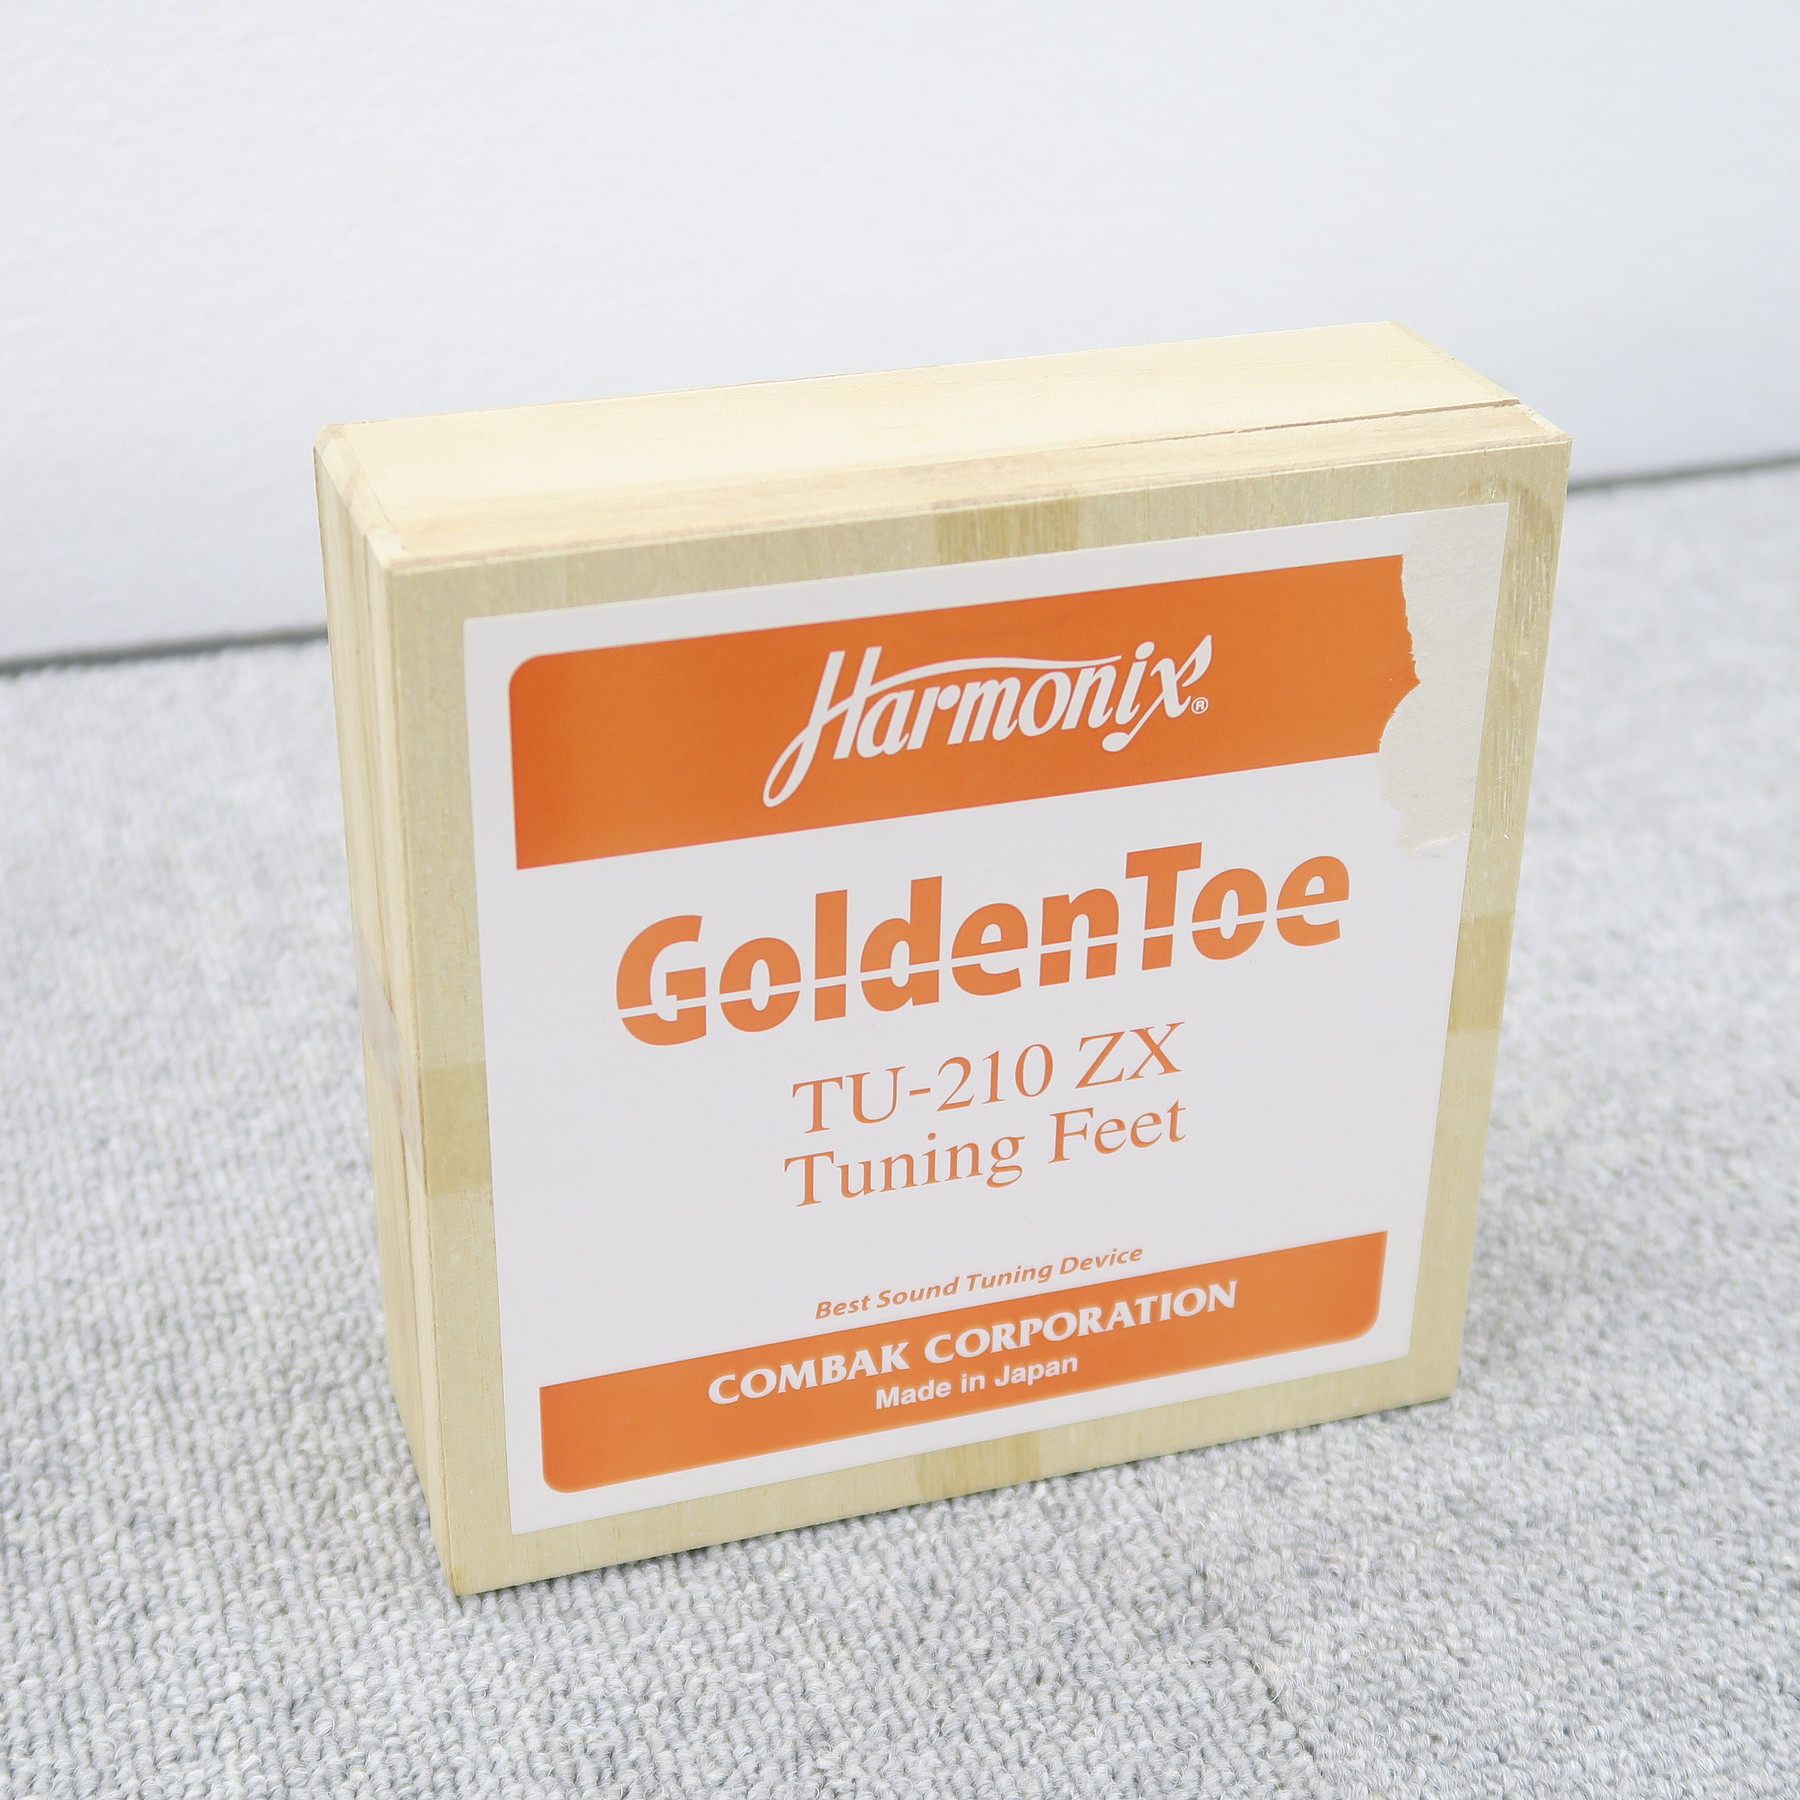 Harmonix®
GoldenToe
TU-210 ZX
Tuning Feet
Best Sound Tuning Device
COMBAK CORPORATION
Made in Japan